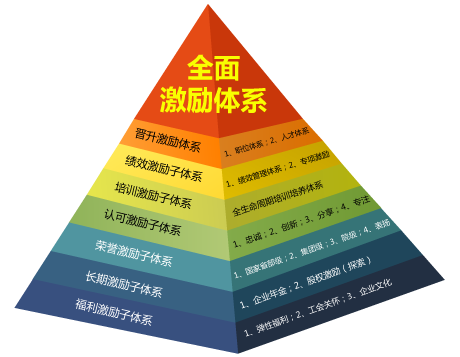 全面
激励体系
晋升激励体系
1、职位体系；2、人才体系
绩效激励子体系
1、绩效管理体系；2、专项激励
培训激励子体系
全生命周期培训培养体系
认可激励子体系
1、忠诚；2、创新；3、分享；4、专注
荣誉激励子体系
1、国家省部级；2、集团级；3、院级；4、表扬
长期激励子体系
1、企业年金；2、股权激励（探索）
福利激励子体系
1、弹性福利；2、工会关怀；3、企业文化